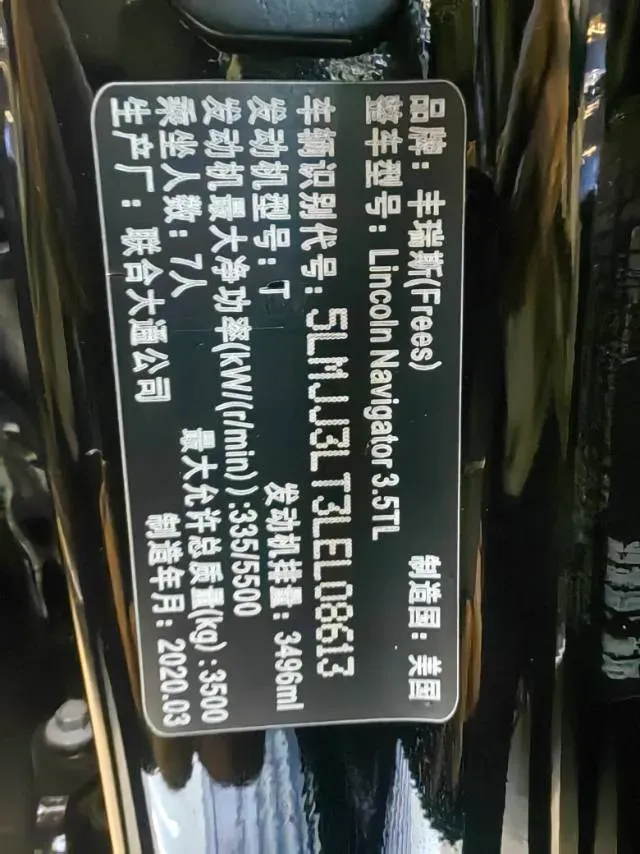 品牌：丰瑞斯(Frees) 制造国：美国
整车型号：Lincoln Navigator 3.5TL
车辆识别代号：5LMJJ3LT3LEL08613
发动机型号：T 发动机排量：3496ml
发动机最大净功率(kW/(r/min))：335/5500
乘坐人数：7人 最大允许总质量(kg)：3500
生产厂：联合大通公司 制造年月：2020.03